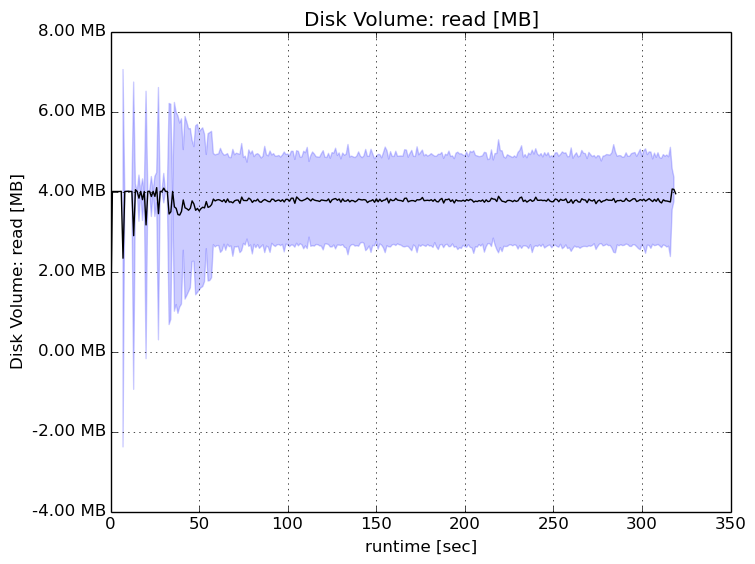 Disk Volume: read [MB]
8.00 MB
6.00 MB
4.00 MB
2.00 MB
0.00 MB
-2.00 MB
-4.00 MB
Disk Volume: read [MB]
0 50 100 150 200 250 300 350
runtime [sec]